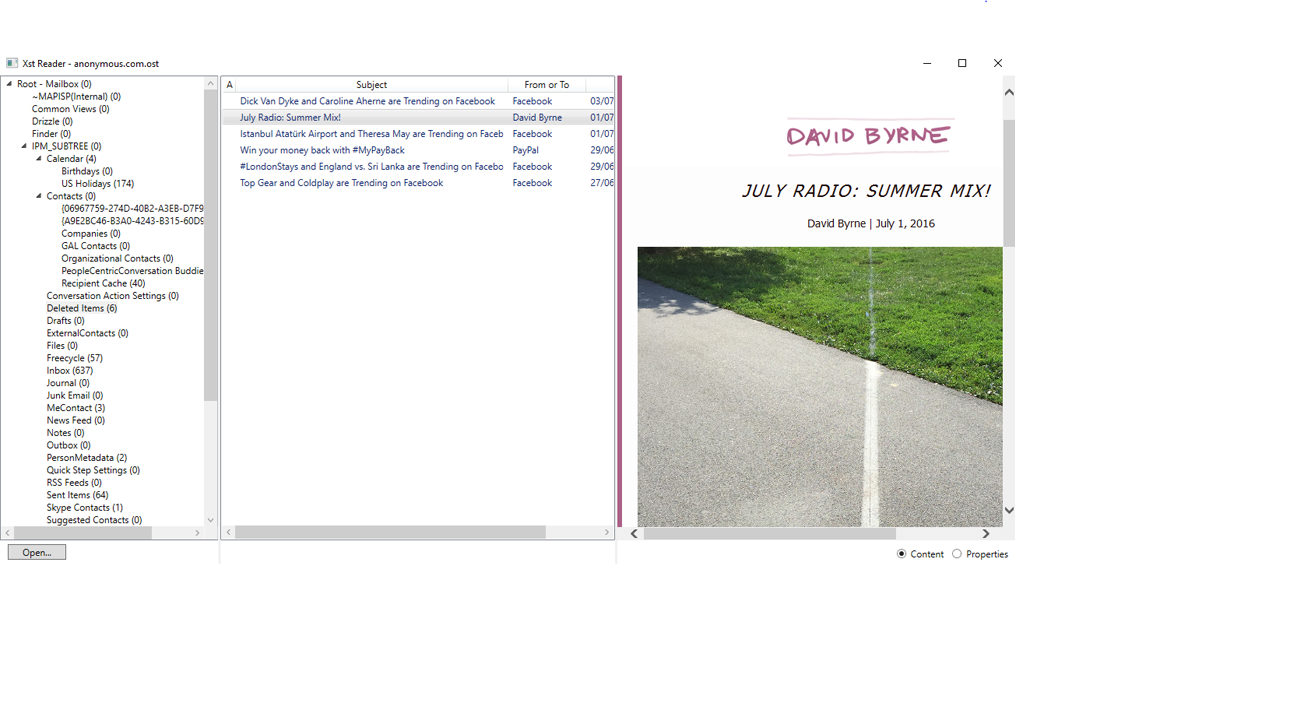 Xst Reader - anonymous.com.ost
Root - Mailbox (0)
~MAPISP(Internal) (0)
Common Views (0)
Drizzle (0)
Finder (0)
IPM_SUBTREE (0)
Calendar (4)
Birthdays (0)
US Holidays (174)
Contacts (0)
{06967759-274D-40B2-A3EB-D7F9
{A9E2BC46-B3A0-4243-B315-60D9
Companies (0)
GAL Contacts (0)
Organizational Contacts (0)
PeopleCentricConversation Buddie
Recipient Cache (40)
Conversation Action Settings (0)
Deleted Items (6)
Drafts (0)
ExternalContacts (0)
Files (0)
Freecycle (57)
Inbox (637)
Journal (0)
Junk Email (0)
MeContact (3)
News Feed (0)
Notes (0)
Outbox (0)
PersonMetadata (2)
Quick Step Settings (0)
RSS Feeds (0)
Sent Items (64)
Skype Contacts (1)
Suggested Contacts (0)
Open...
A Subject From or To
Dick Van Dyke and Caroline Aherne are Trending on Facebook Facebook 03/07
July Radio: Summer Mix! David Byrne 01/07
Istanbul Atatürk Airport and Theresa May are Trending on Faceb Facebook 01/07
Win your money back with #MyPayBack PayPal 29/06
#LondonStays and England vs. Sri Lanka are Trending on Facebo Facebook 29/06
Top Gear and Coldplay are Trending on Facebook Facebook 27/06
DAVID BYRNE
JULY RADIO: SUMMER MIX!
David Byrne | July 1, 2016
Content Properties